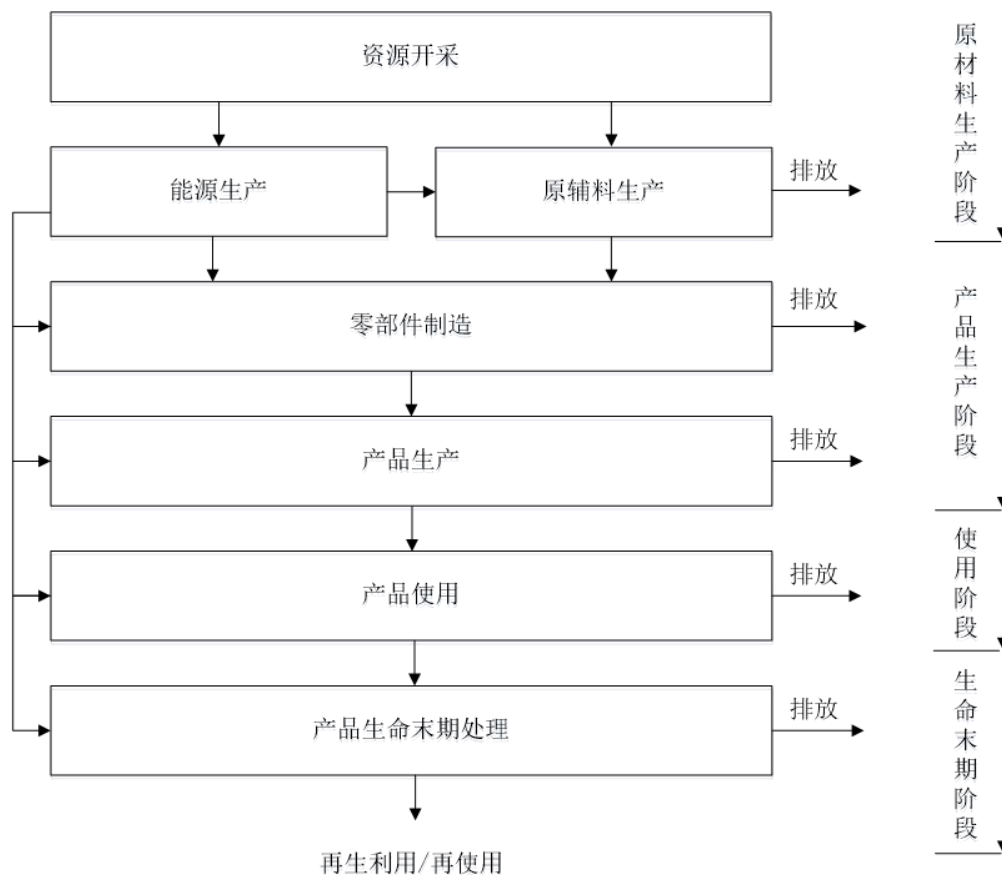 资源开采
能源生产
原辅料生产
排放
原材料生产阶段
零部件制造
排放
产品生产
排放
产品生产阶段
产品使用
排放
使用阶段
产品生命末期处理
排放
生命末期阶段
再生利用/再使用